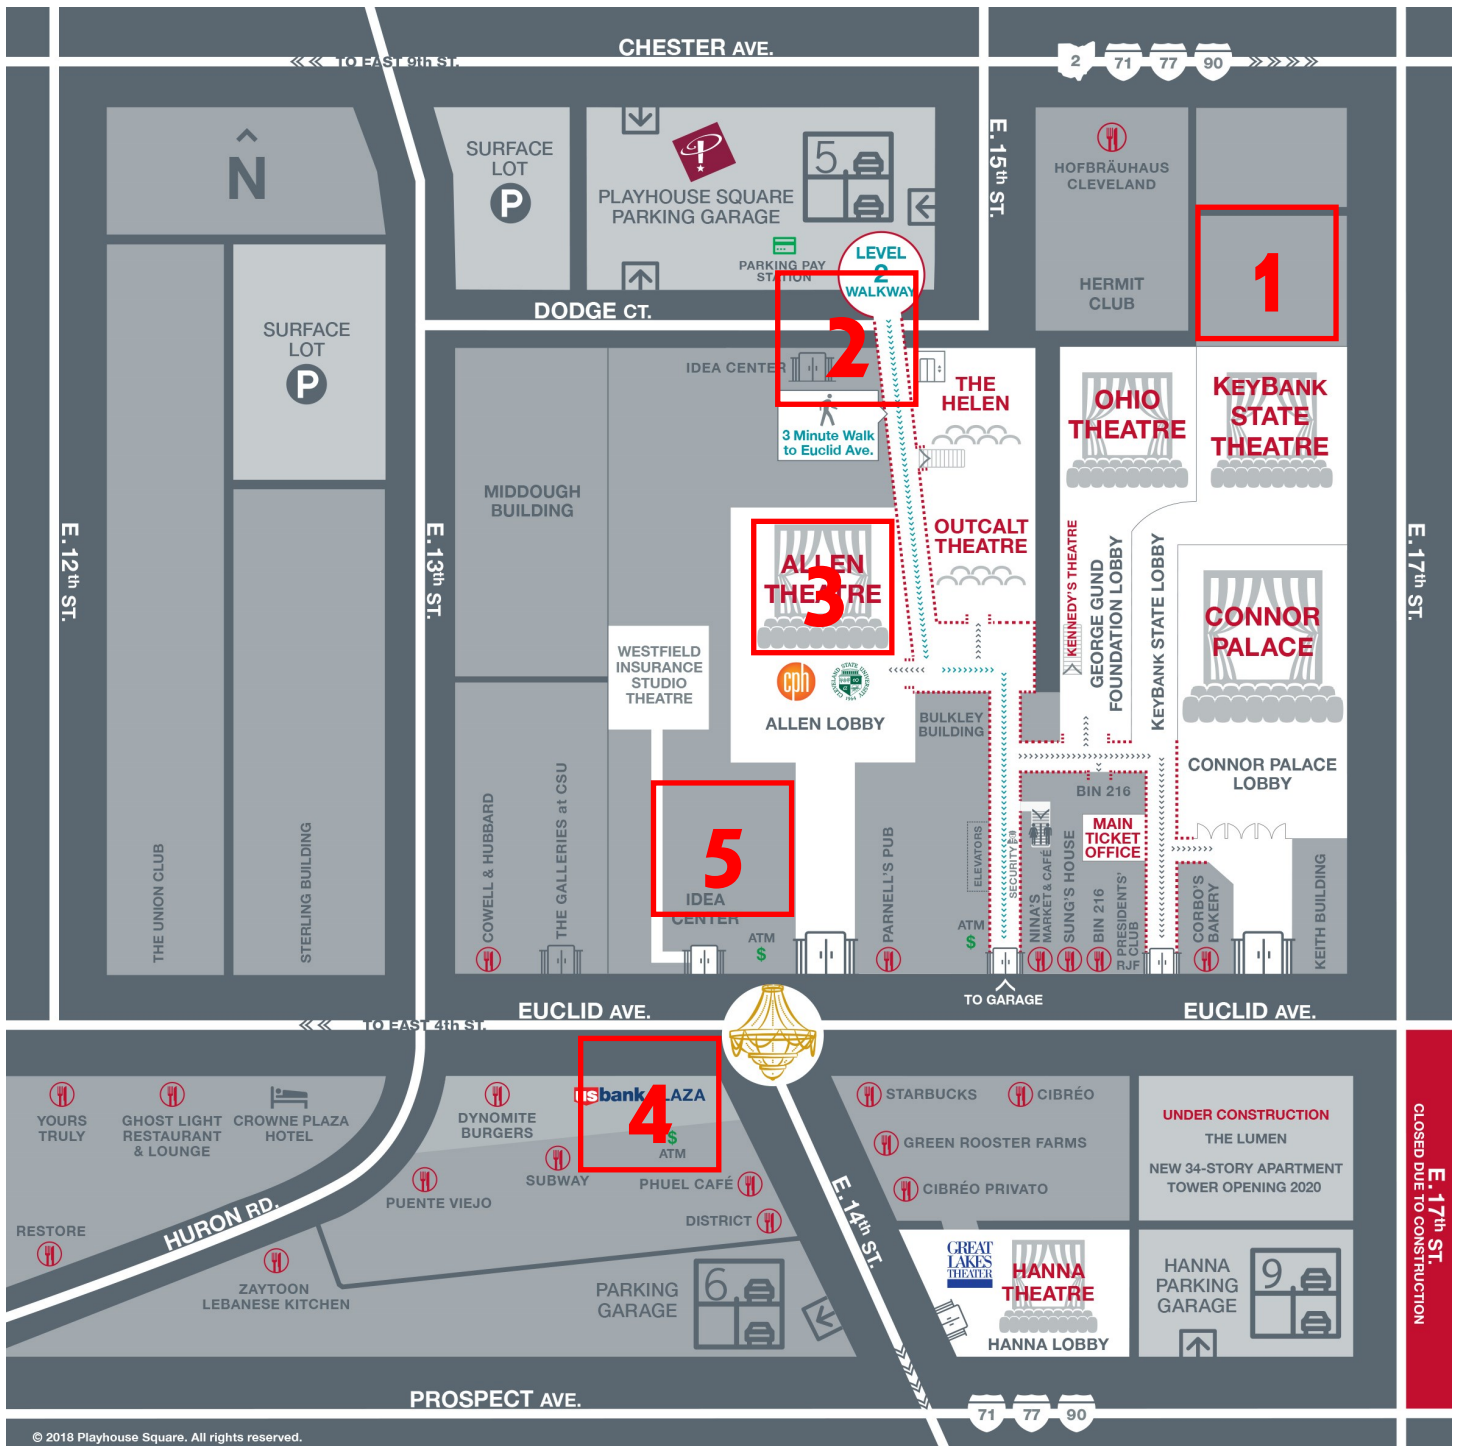 CHESTER AVE.
<< TO EAST 9th ST.
2
71
77
90
>>>>
N
SURFACE
LOT
P
PLAYHOUSE SQUARE
PARKING GARAGE
5
PARKING PAY
STATION
LEVEL
2
WALKWAY
E. 15th ST.
HOFBRÄUHAUS
CLEVELAND
HERMIT
CLUB
1
DODGE CT.
2
SURFACE
LOT
P
IDEA CENTER
3 Minute Walk
to Euclid Ave.
THE
HELEN
OHIO
THEATRE
KEYBANK
STATE
THEATRE
MIDDOUGH
BUILDING
E. 12th ST.
E. 13th ST.
E. 17th ST.
ALLEN
THEATRE
3
OUTCALT
THEATRE
KENNEDY'S THEATRE
GEORGE GUND
FOUNDATION LOBBY
KEYBANK STATE LOBBY
CONNOR
PALACE
WESTFIELD
INSURANCE
STUDIO
THEATRE
cph
CLEVELAND STATE UNIVERSITY
ALLEN LOBBY
BULKLEY
BUILDING
CONNOR PALACE
LOBBY
BIN 216
MAIN
TICKET
OFFICE
THE UNION CLUB
STERLING BUILDING
COWELL & HUBBARD
THE GALLERIES at CSU
5
IDEA
CENTER
ATM
$
PARNELL'S PUB
ELEVATORS
SECURITY
ATM
$
NINA'S
MARKET & CAFÉ
SUNG'S HOUSE
BIN 216
PRESIDENTS'
CLUB
RJF
CORBO'S
BAKERY
KEITH BUILDING
TO GARAGE
EUCLID AVE.
EUCLID AVE.
<< TO EAST 4th ST.
YOURS
TRULY
GHOST LIGHT
RESTAURANT
& LOUNGE
CROWNE PLAZA
HOTEL
DYNOMITE
BURGERS
usbank PLAZA
4
$
ATM
SUBWAY
PUENTE VIEJO
PHUEL CAFÉ
DISTRICT
STARBUCKS
CIBRÉO
GREEN ROOSTER FARMS
CIBRÉO PRIVATO
UNDER CONSTRUCTION
THE LUMEN
NEW 34-STORY APARTMENT
TOWER OPENING 2020
E. 17th ST.
CLOSED DUE TO CONSTRUCTION
RESTORE
HURON RD.
ZAYTOON
LEBANESE KITCHEN
PARKING
GARAGE
6
E. 14th ST.
GREAT
LAKES
THEATER
HANNA
THEATRE
HANNA LOBBY
HANNA
PARKING
GARAGE
9
PROSPECT AVE.
71
77
90
© 2018 Playhouse Square. All rights reserved.